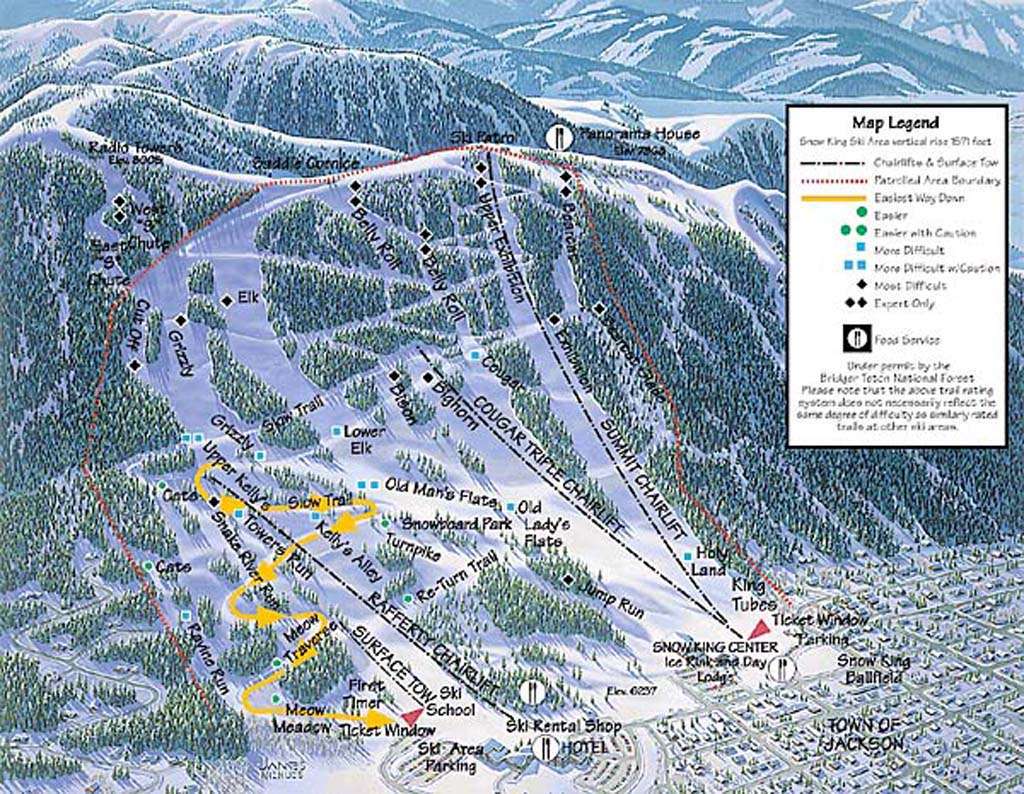 Ski Patrol
Panorama House
Radio Towers
Elev. 8005
Saddle Cornice
West
S
Chute
East
S
Chute
Belly Roll
Belly Roll
Upper Exhibition
Bearcat
Elk
Cut Off
Grizzly
Exhibition
Cougar
Bison
Bighorn
Slow Trail
Grizzly
Lower
Elk
COUGAR TRIPLE CHAIRLIFT
SUMMIT CHAIRLIFT
Upper Kelly's
Old Man's Flats
Cats
Slow Trail
Old
Lady's
Flats
Snowboard Park
Turnpike
Snake River Run
Tower 3 Run
Kelly's Alley
Re-Turn Trail
Holy
Land
Cats
Jump Run
King
Tubes
RAFFERTY CHAIRLIFT
Ravine Run
Meow
Traverse
SURFACE TOW
Ticket Window
Parking
SNOW KING CENTER
Ice Rink and Day
Lodge
Snow King
Ballfield
First
Timer
Ski
School
Elev. 6237
Meow
Meadow
Ticket Window
Ski Rental Shop
HOTEL
Ski Area
Parking
TOWN OF
JACKSON
Map Legend
Snow King Ski Area vertical rise 1571 feet
Chairlifts & Surface Tow
Patrolled Area Boundary
Easiest Way Down
Easier
Easier with Caution
More Difficult
More Difficult w/Caution
Most Difficult
Expert Only
Food Service
Under permit by the
Bridger Teton National Forest
Please note that the above trail rating
system does not necessarily reflect the
same degree of difficulty as similarly rated
trails at other ski areas.